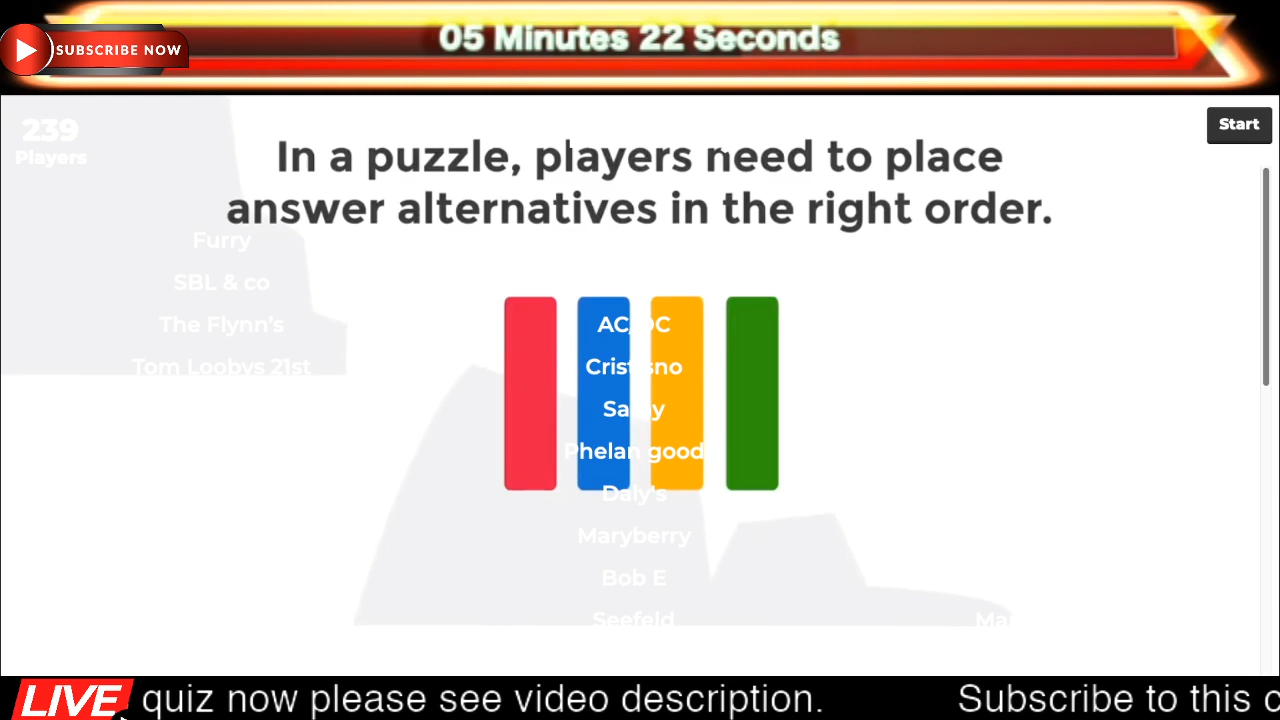 05 Minutes 22 Seconds
SUBSCRIBE NOW
239
Players
Start
In a puzzle, players need to place
answer alternatives in the right order.
Furry
SBL & co
The Flynn's
Tom Loobys 21st
AC/DC
Phelan good
Daly's
Maryberry
Bob E
Seefeld
LIVE
quiz now please see video description.
Subscribe to this